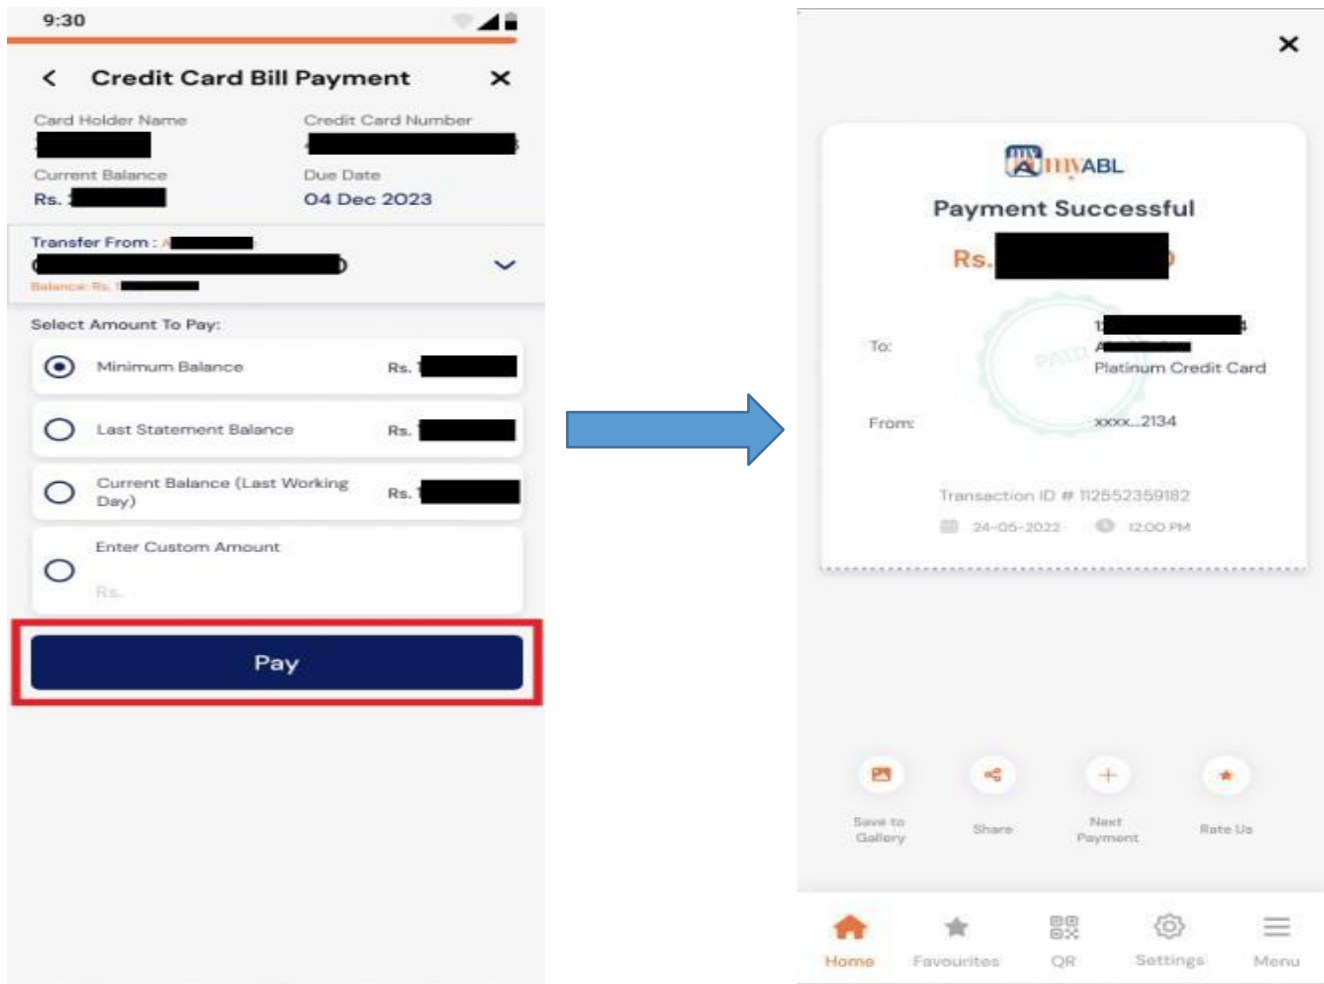 9:30
Credit Card Bill Payment
Card Holder Name
Credit Card Number
Current Balance
Due Date
Rs.
04 Dec 2023
Transfer From :
Balance: Rs.
Select Amount To Pay:
Minimum Balance
Rs.
Last Statement Balance
Rs.
Current Balance (Last Working
Day)
Rs.
Enter Custom Amount
Rs.
Pay
myABL
Payment Successful
Rs.
To:
PAID
Platinum Credit Card
From:
xxxx...2134
Transaction ID # 112552359182
24-05-2022
12:00 PM
Save to
Gallery
Share
Next
Payment
Rate Us
Home
Favourites
QR
Settings
Menu